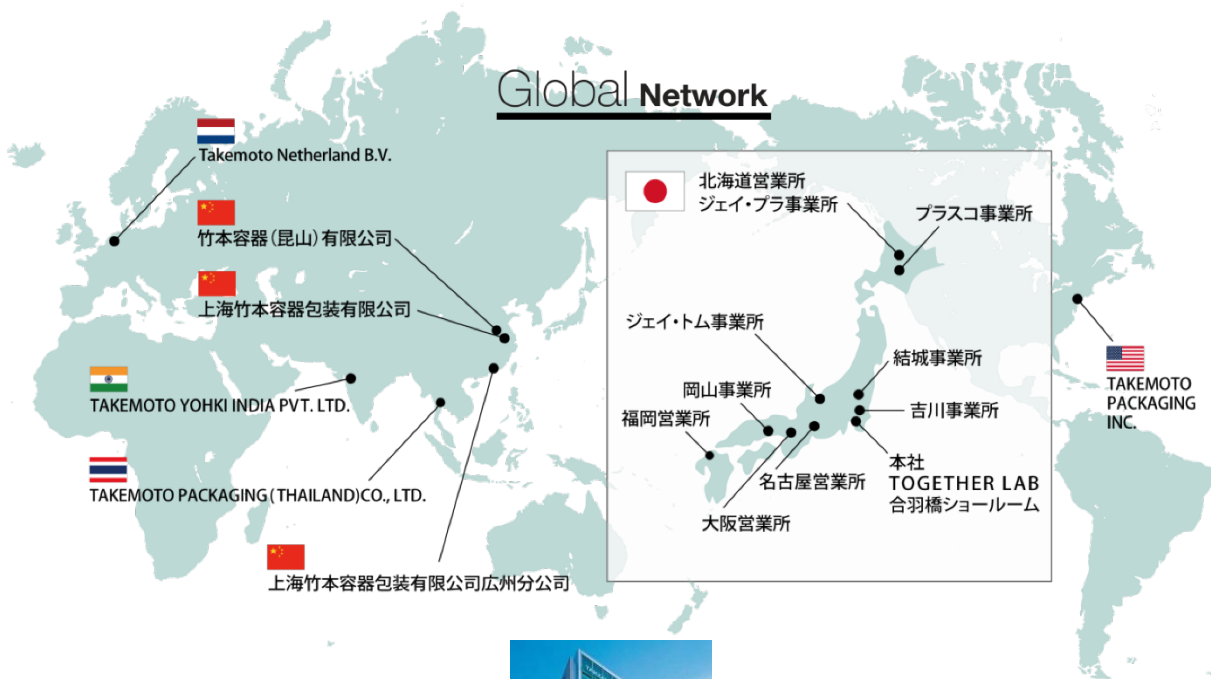 Global Network
Takemoto Netherland B.V.
竹本容器(昆山)有限公司
上海竹本容器包装有限公司
TAKEMOTO YOHKI INDIA PVT. LTD.
TAKEMOTO PACKAGING(THAILAND)CO., LTD.
上海竹本容器包装有限公司広州分公司
北海道営業所
ジェイ・プラ事業所
プラスコ事業所
ジェイ・トム事業所
結城事業所
岡山事業所
吉川事業所
福岡営業所
本社
TOGETHER LAB
合羽橋ショールーム
名古屋営業所
大阪営業所
TAKEMOTO
PACKAGING
INC.